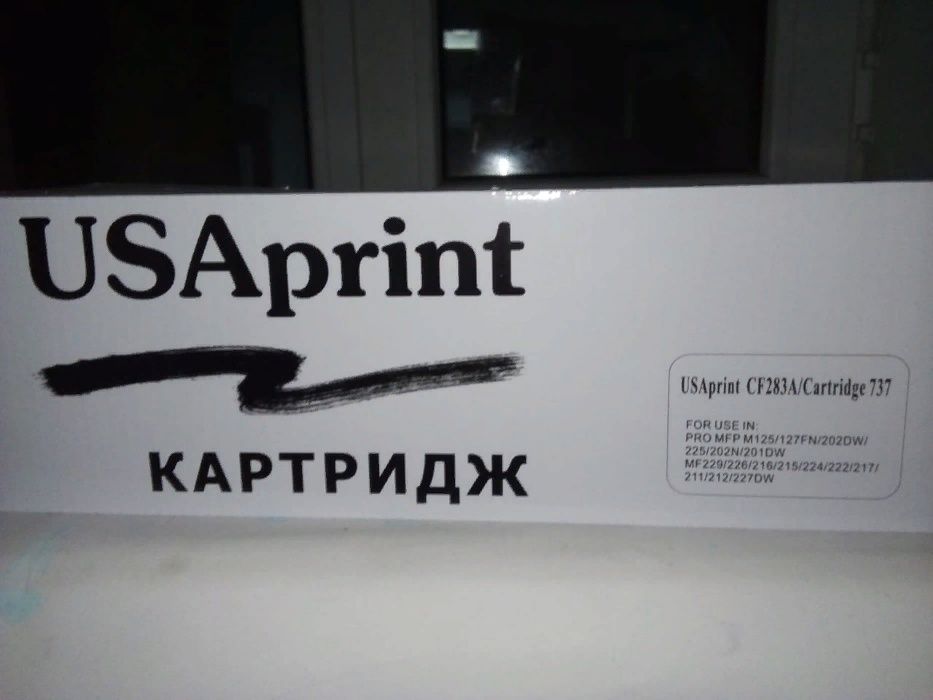 USAprint
КАРТРИДЖ
USAprint CF283A/Cartridge 737
FOR USE IN:
PRO MFP M125/127FN/202DW/
225/202N/201DW
MF229/226/216/215/224/222/217/
211/212/227DW